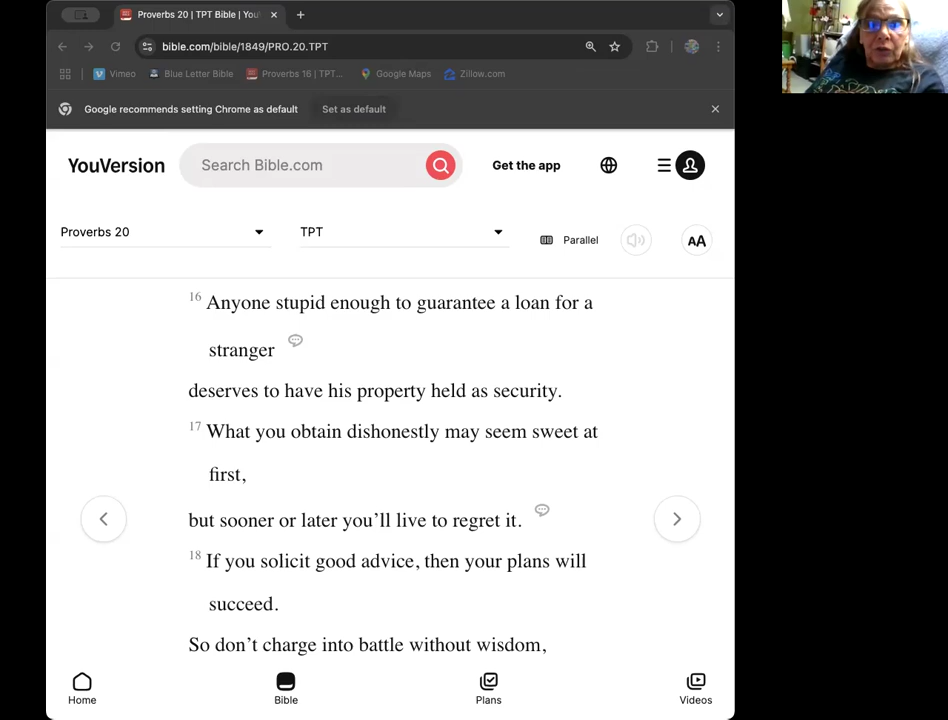 Proverbs 20 | TPT Bible | You
bible.com/bible/1849/PRO.20.TPT
Vimeo Blue Letter Bible Proverbs 16 | TPT... Google Maps Zillow.com
Google recommends setting Chrome as default Set as default
YouVersion Search Bible.com Get the app
Proverbs 20 TPT Parallel AA
16 Anyone stupid enough to guarantee a loan for a
stranger
deserves to have his property held as security.
17 What you obtain dishonestly may seem sweet at
first,
but sooner or later you’ll live to regret it.
18 If you solicit good advice, then your plans will
succeed.
So don’t charge into battle without wisdom,
Home Bible Plans Videos